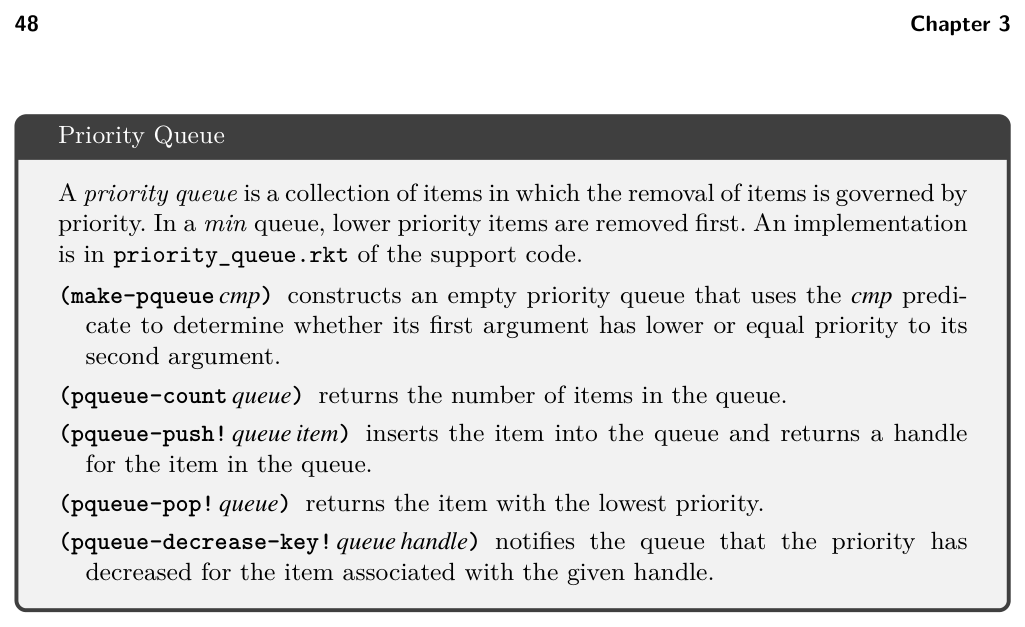 48 Chapter 3
Priority Queue
A priority queue is a collection of items in which the removal of items is governed by
priority. In a min queue, lower priority items are removed first. An implementation
is in priority_queue.rkt of the support code.
(make-pqueue cmp) constructs an empty priority queue that uses the cmp predi-
cate to determine whether its first argument has lower or equal priority to its
second argument.
(pqueue-count queue) returns the number of items in the queue.
(pqueue-push! queue item) inserts the item into the queue and returns a handle
for the item in the queue.
(pqueue-pop! queue) returns the item with the lowest priority.
(pqueue-decrease-key! queue handle) notifies the queue that the priority has
decreased for the item associated with the given handle.